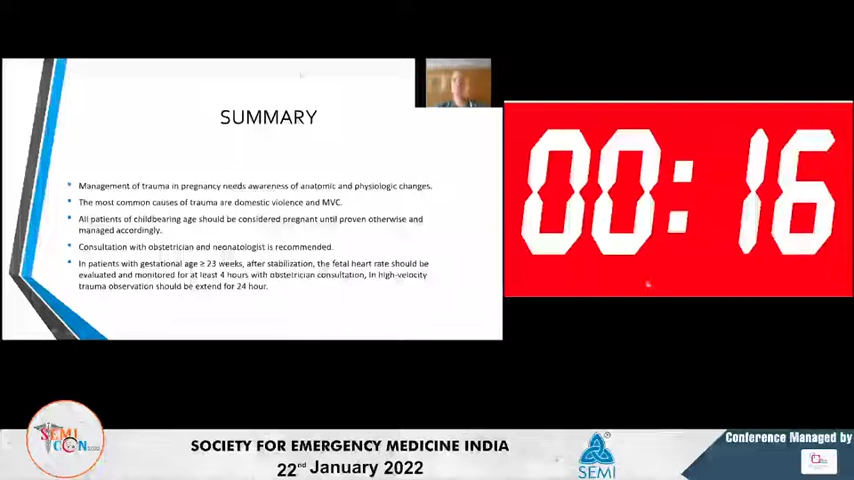 SUMMARY
Management of trauma in pregnancy needs awareness of anatomic and physiologic changes.
The most common causes of trauma are domestic violence and MVC.
All patients of childbearing age should be considered pregnant until proven otherwise and
managed accordingly.
Consultation with obstetrician and neonatologist is recommended.
In patients with gestational age ≥ 23 weeks, after stabilization, the fetal heart rate should be
evaluated and monitored for at least 4 hours with obstetrician consultation, in high-velocity
trauma observation should be extend for 24 hour.
00:16
SEMI
CON2022
SOCIETY FOR EMERGENCY MEDICINE INDIA
22nd January 2022
SEMI
Conference Managed by